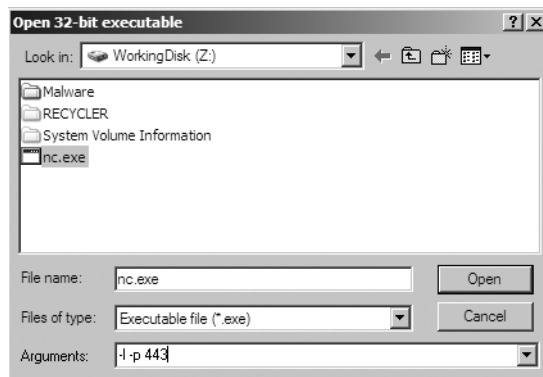 Open 32-bit executable
Look in: WorkingDisk (Z:)
Malware
RECYCLER
System Volume Information
nc.exe
File name: nc.exe Open
Files of type: Executable file (*.exe) Cancel
Arguments: -l -p 443